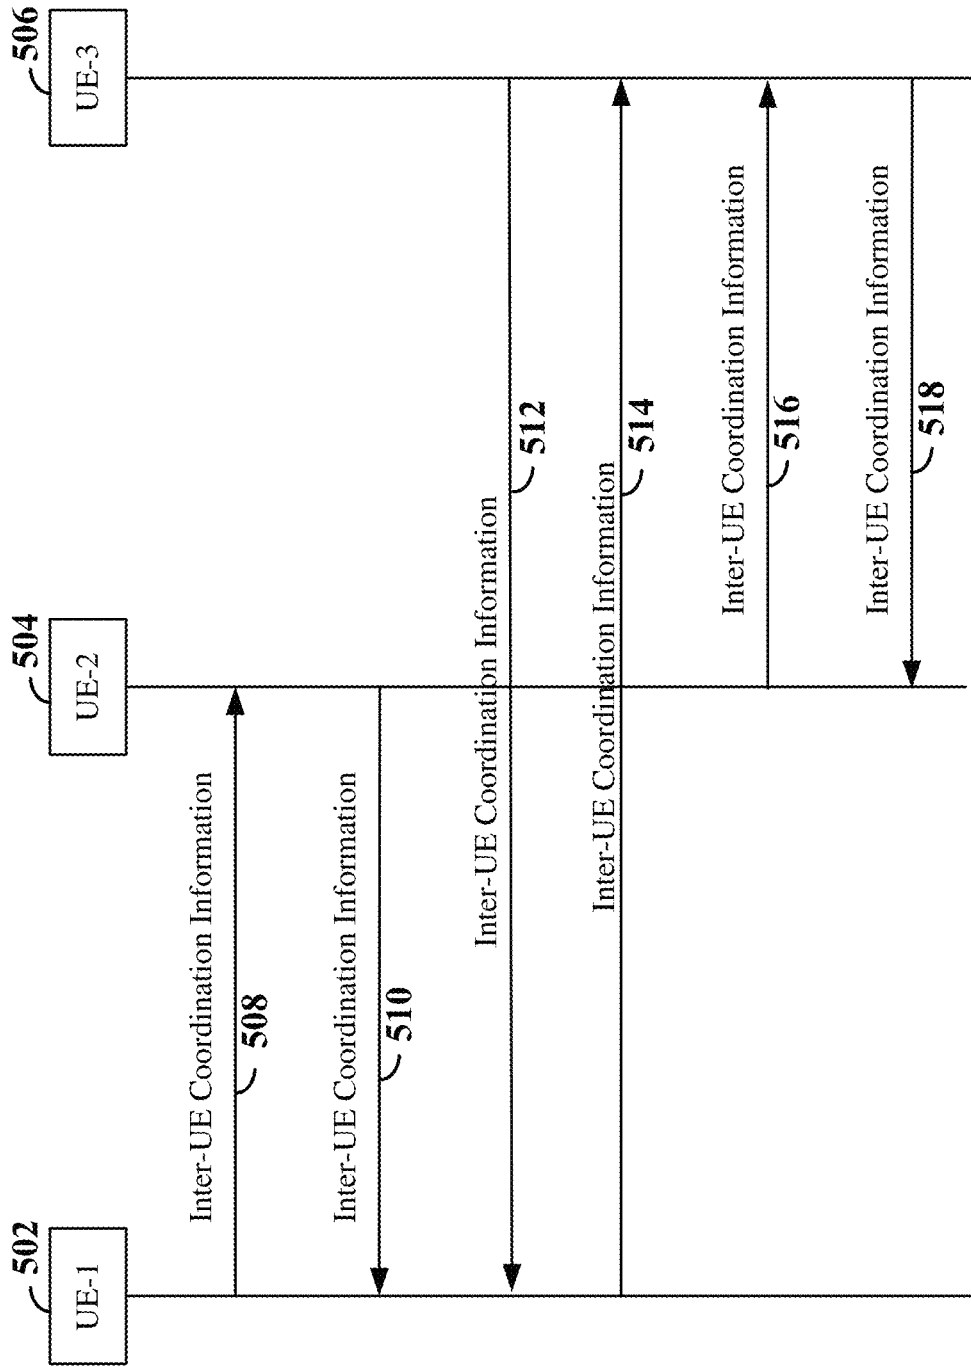 502
UE-1
504
UE-2
506
UE-3
Inter-UE Coordination Information
508
Inter-UE Coordination Information
510
Inter-UE Coordination Information
512
Inter-UE Coordination Information
514
Inter-UE Coordination Information
516
Inter-UE Coordination Information
518